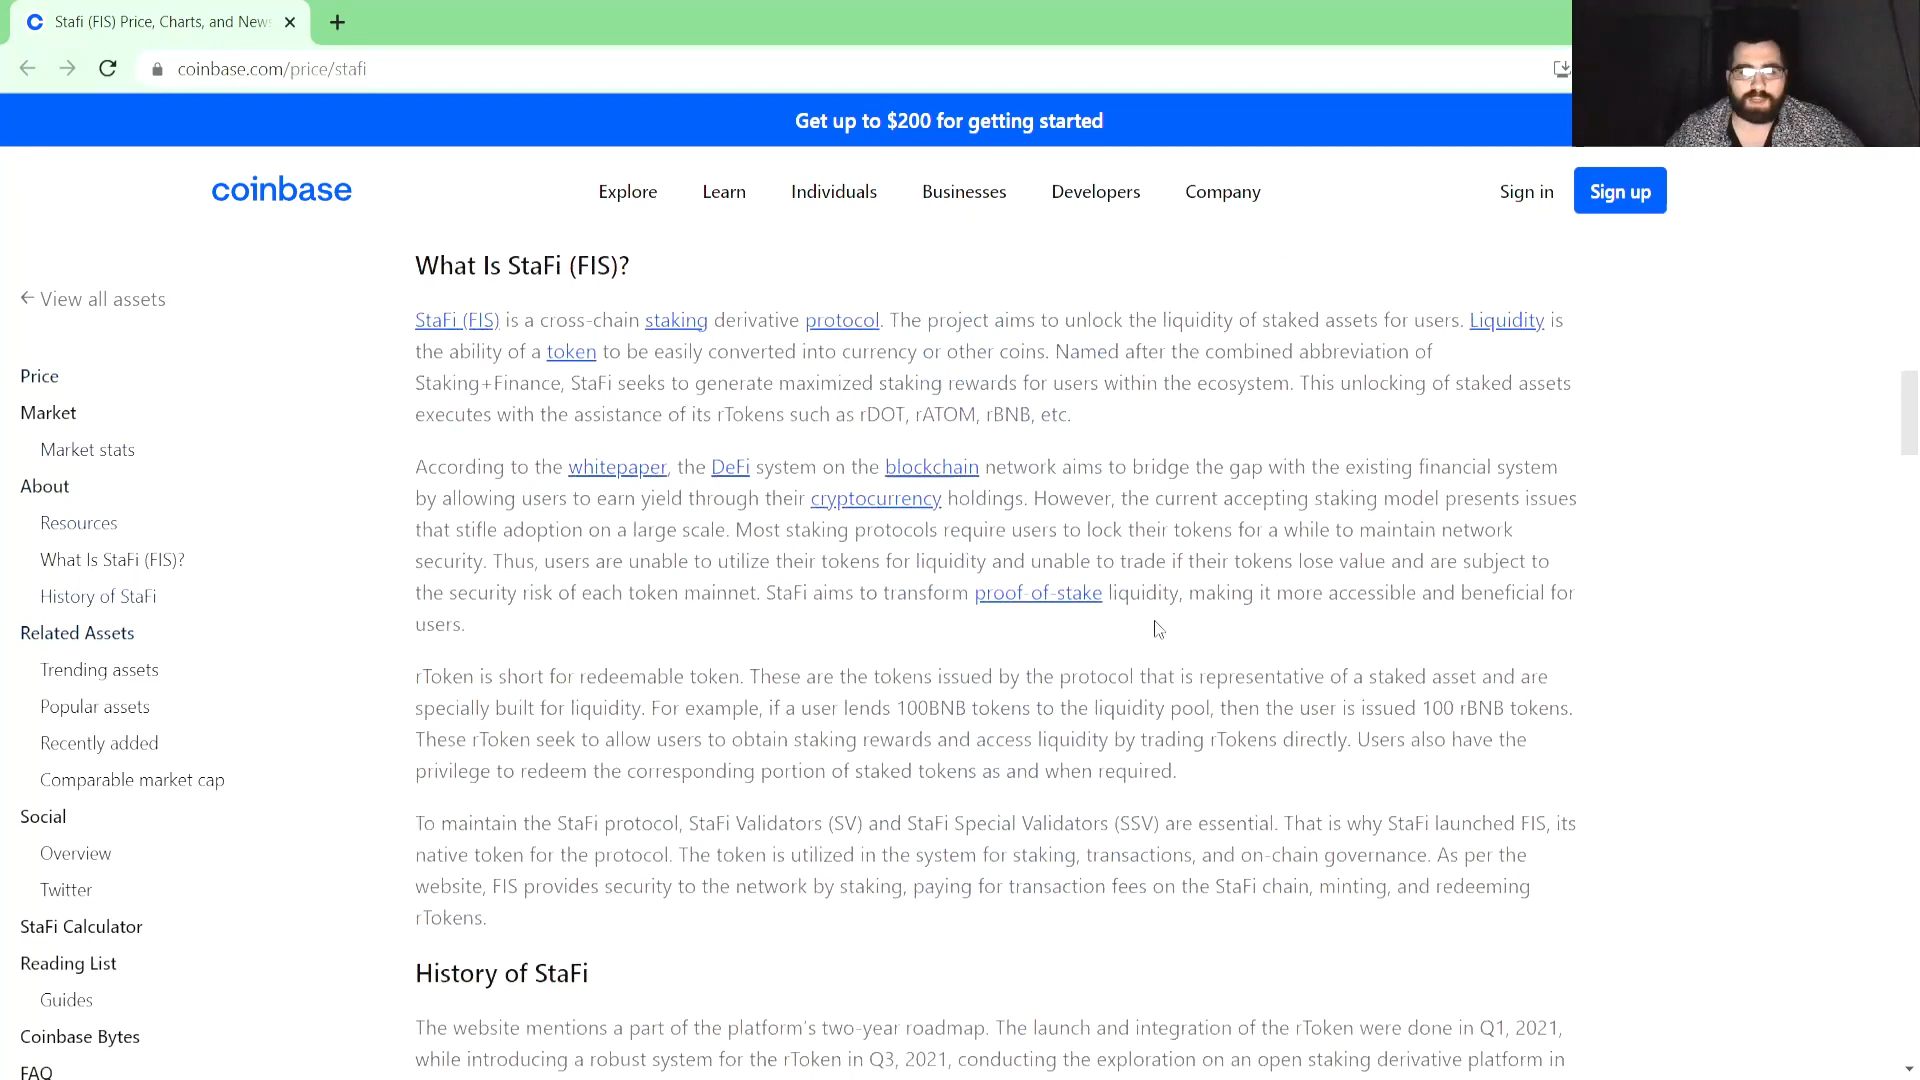 Stafi (FIS) Price, Charts, and News
coinbase.com/price/stafi
Get up to $200 for getting started
coinbase
Explore
Learn
Individuals
Businesses
Developers
Company
Sign in
Sign up
← View all assets
Price
Market
Market stats
About
Resources
What Is StaFi (FIS)?
History of StaFi
Related Assets
Trending assets
Popular assets
Recently added
Comparable market cap
Social
Overview
Twitter
StaFi Calculator
Reading List
Guides
Coinbase Bytes
FAQ
What Is StaFi (FIS)?
StaFi (FIS) is a cross-chain staking derivative protocol. The project aims to unlock the liquidity of staked assets for users. Liquidity is
the ability of a token to be easily converted into currency or other coins. Named after the combined abbreviation of
Staking+Finance, StaFi seeks to generate maximized staking rewards for users within the ecosystem. This unlocking of staked assets
executes with the assistance of its rTokens such as rDOT, rATOM, rBNB, etc.
According to the whitepaper, the DeFi system on the blockchain network aims to bridge the gap with the existing financial system
by allowing users to earn yield through their cryptocurrency holdings. However, the current accepting staking model presents issues
that stifle adoption on a large scale. Most staking protocols require users to lock their tokens for a while to maintain network
security. Thus, users are unable to utilize their tokens for liquidity and unable to trade if their tokens lose value and are subject to
the security risk of each token mainnet. StaFi aims to transform proof-of-stake liquidity, making it more accessible and beneficial for
users.
rToken is short for redeemable token. These are the tokens issued by the protocol that is representative of a staked asset and are
specially built for liquidity. For example, if a user lends 100BNB tokens to the liquidity pool, then the user is issued 100 rBNB tokens.
These rToken seek to allow users to obtain staking rewards and access liquidity by trading rTokens directly. Users also have the
privilege to redeem the corresponding portion of staked tokens as and when required.
To maintain the StaFi protocol, StaFi Validators (SV) and StaFi Special Validators (SSV) are essential. That is why StaFi launched FIS, its
native token for the protocol. The token is utilized in the system for staking, transactions, and on-chain governance. As per the
website, FIS provides security to the network by staking, paying for transaction fees on the StaFi chain, minting, and redeeming
rTokens.
History of StaFi
The website mentions a part of the platform's two-year roadmap. The launch and integration of the rToken were done in Q1, 2021,
while introducing a robust system for the rToken in Q3, 2021, conducting the exploration on an open staking derivative platform in